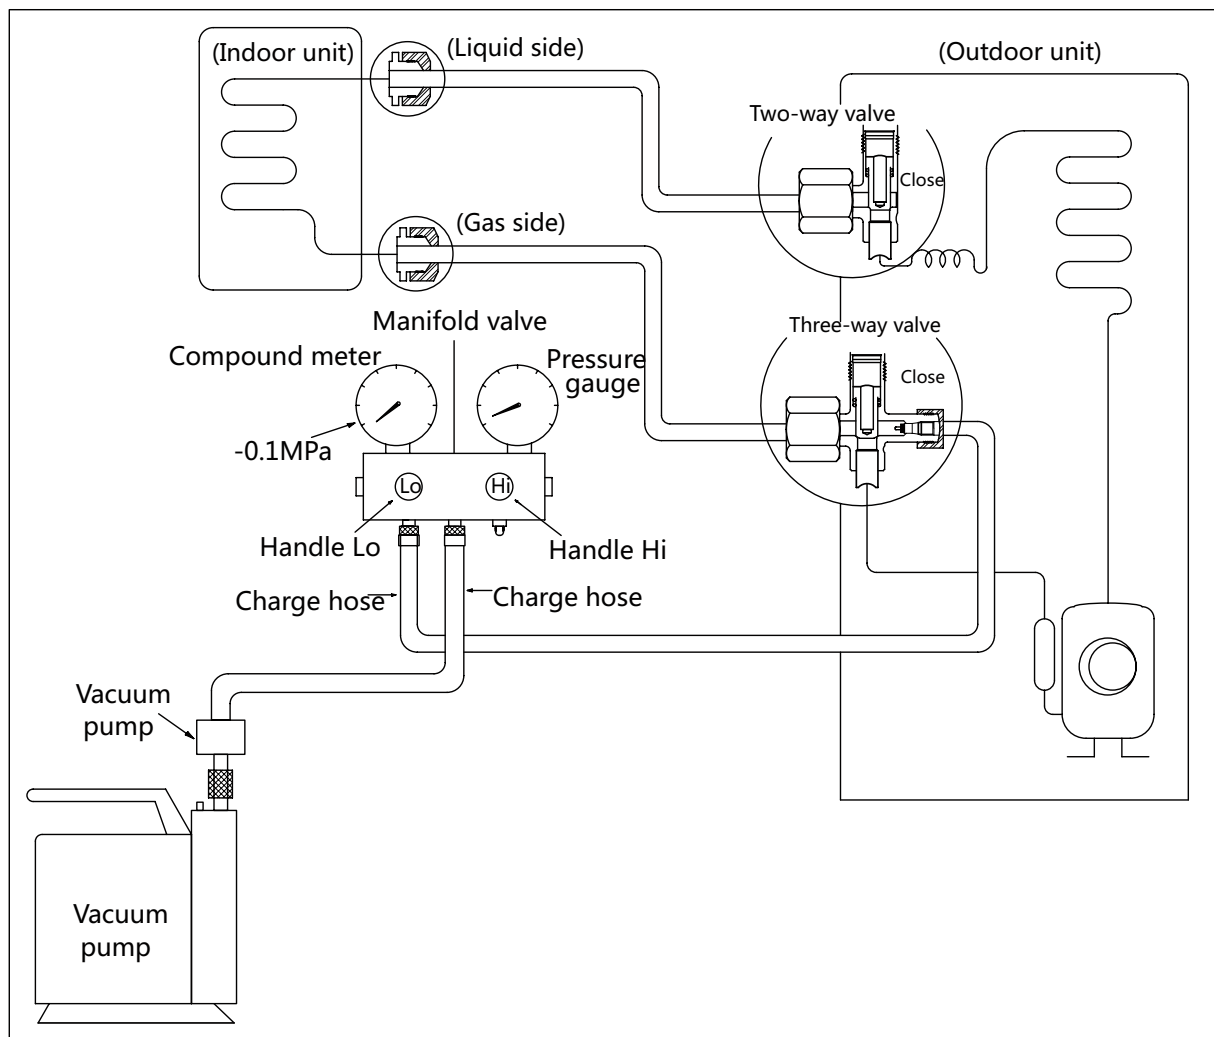 (Indoor unit)
(Liquid side)
(Outdoor unit)
Two-way valve
Close
(Gas side)
Manifold valve
Three-way valve
Compound meter
Pressure
gauge
Close
-0.1MPa
Lo
Hi
Handle Lo
Handle Hi
Charge hose
Charge hose
Vacuum
pump
Vacuum
pump